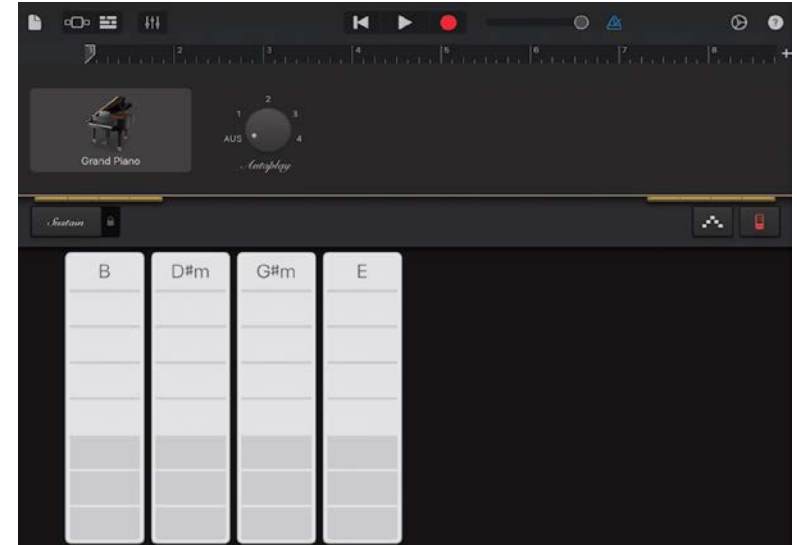 ?
2 3 4 5 6 7 8 +
2
1 3
AUS 4
Grand Piano
Autoplay
Sustain
B D#m G#m E